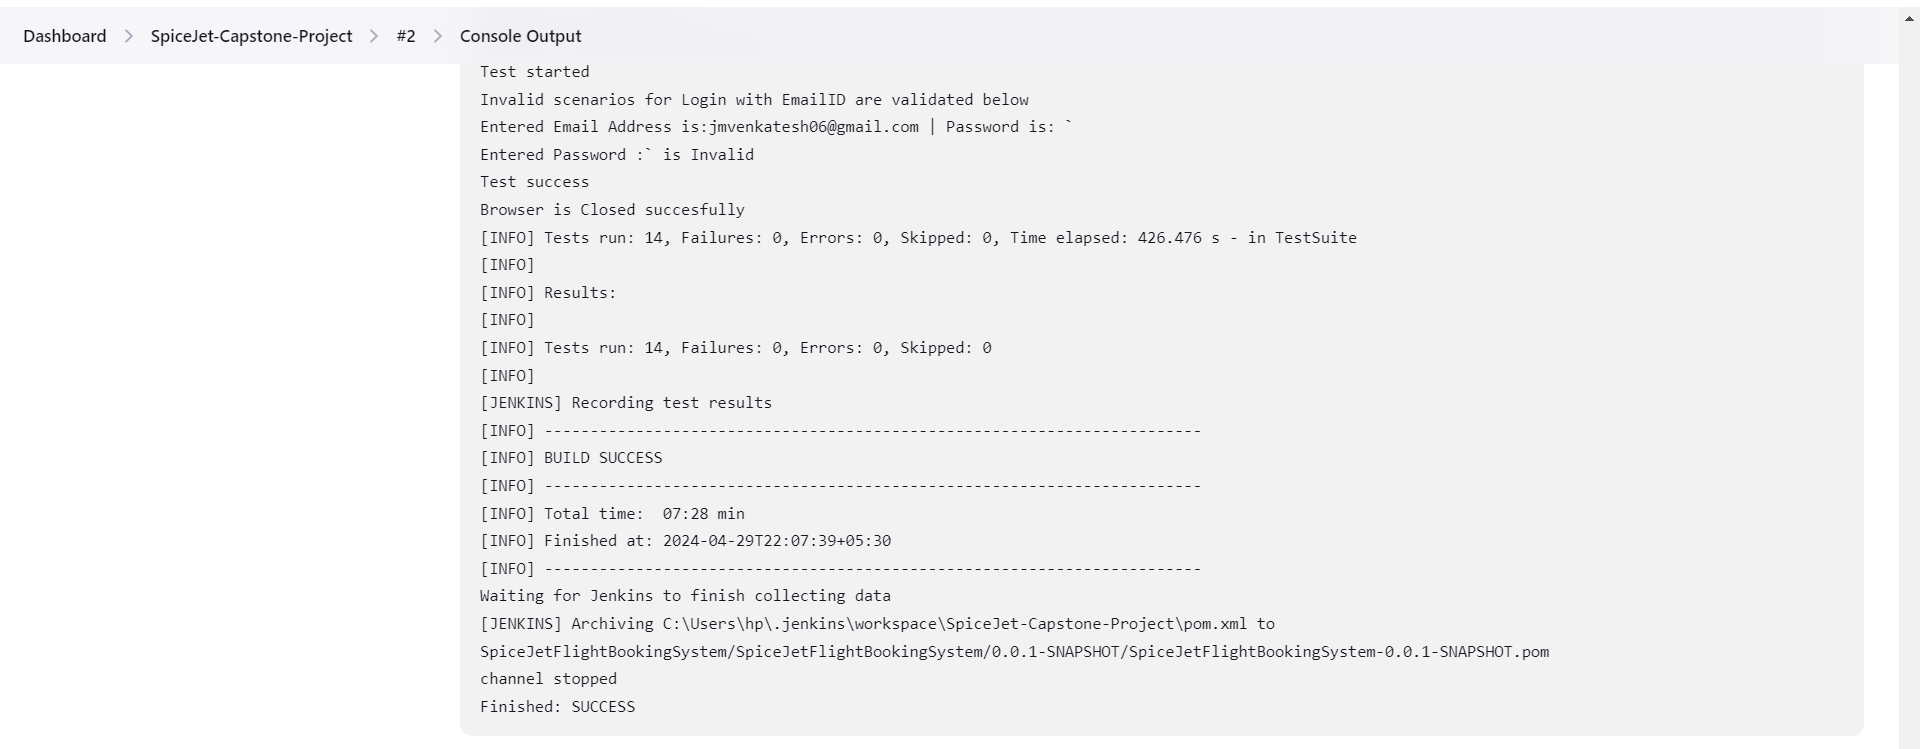 Dashboard > SpiceJet-Capstone-Project > #2 > Console Output
Test started
Invalid scenarios for Login with EmailID are validated below
Entered Email Address is:jmvenkatesh06@gmail.com | Password is: `
Entered Password :` is Invalid
Test success
Browser is Closed succesfully
[INFO] Tests run: 14, Failures: 0, Errors: 0, Skipped: 0, Time elapsed: 426.476 s - in TestSuite
[INFO]
[INFO] Results:
[INFO]
[INFO] Tests run: 14, Failures: 0, Errors: 0, Skipped: 0
[INFO]
[JENKINS] Recording test results
[INFO] ------------------------------------------------------------------------
[INFO] BUILD SUCCESS
[INFO] ------------------------------------------------------------------------
[INFO] Total time:  07:28 min
[INFO] Finished at: 2024-04-29T22:07:39+05:30
[INFO] ------------------------------------------------------------------------
Waiting for Jenkins to finish collecting data
[JENKINS] Archiving C:\Users\hp\.jenkins\workspace\SpiceJet-Capstone-Project\pom.xml to
SpiceJetFlightBookingSystem/SpiceJetFlightBookingSystem/0.0.1-SNAPSHOT/SpiceJetFlightBookingSystem-0.0.1-SNAPSHOT.pom
channel stopped
Finished: SUCCESS